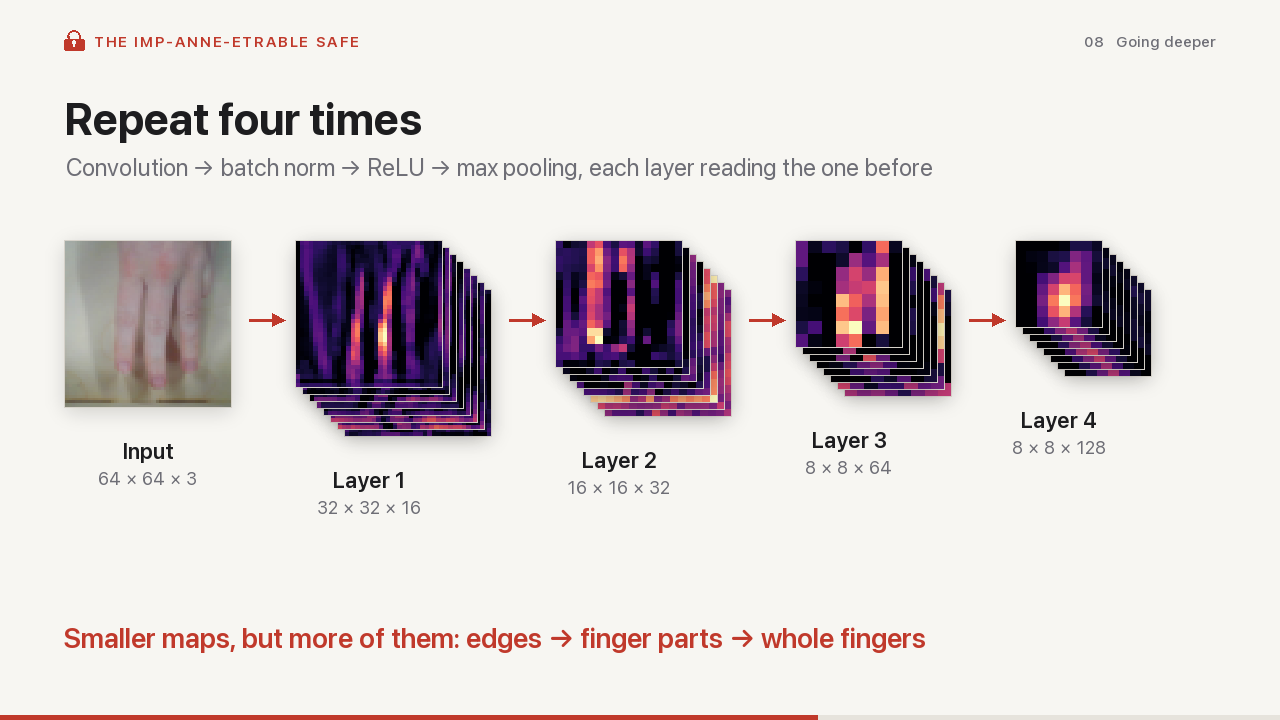 THE IMP-ANNE-ETRABLE SAFE
08 Going deeper
Repeat four times
Convolution → batch norm → ReLU → max pooling, each layer reading the one before
Input
64 × 64 × 3
Layer 1
32 × 32 × 16
Layer 2
16 × 16 × 32
Layer 3
8 × 8 × 64
Layer 4
8 × 8 × 128
Smaller maps, but more of them: edges → finger parts → whole fingers